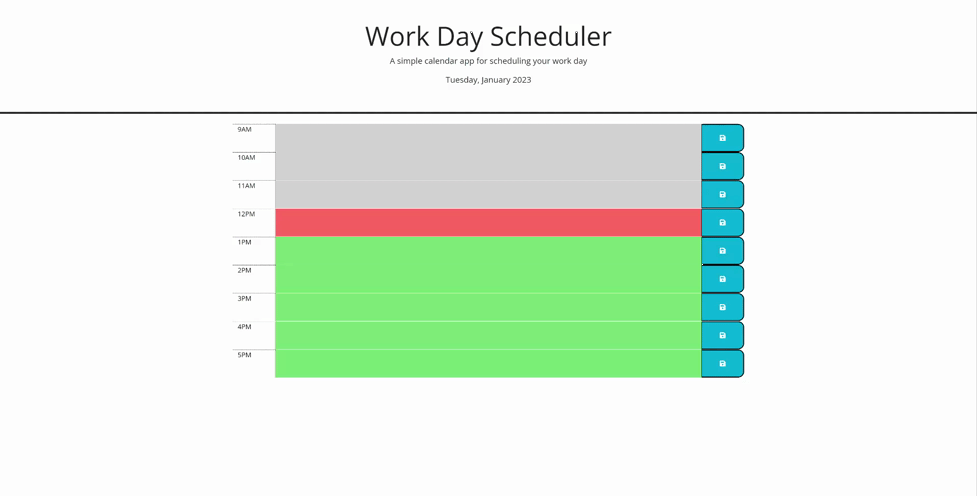 Work Day Scheduler
A simple calendar app for scheduling your work day
Tuesday, January 2023
9AM
10AM
11AM
12PM
1PM
2PM
3PM
4PM
5PM